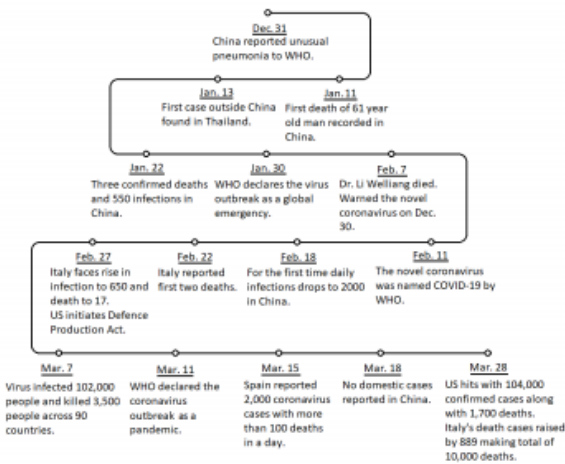 Dec. 31
China reported unusual
pneumonia to WHO.
Jan. 13
First case outside China
found in Thailand.
Jan.11
First death of 61 year
old man recorded in
China.
Jan. 22
Three confirmed deaths
and 550 infections in
China.
Jan. 30
WHO declares the virus
outbreak as a global
emergency.
Feb. 7
Dr. Li Welliang died.
Warned the novel
coronavirus on Dec.
30.
Feb. 27
Italy faces rise in
infection to 650 and
death to 17.
US initiates Defence
Production Act.
Feb. 22
Italy reported
first two deaths.
Feb. 18
For the first time daily
infections drops to 2000
in China.
Feb. 11
The novel coronavirus
was named COVID-19 by
WHO.
Mar. 7
Virus infected 102,000
people and killed 3,500
people across 90
countries.
Mar. 11
WHO declared the
coronavirus
outbreak as a
pandemic.
Mar. 15
Spain reported
2,000 coronavirus
cases with more
than 100 deaths
in a day.
Mar. 18
No domestic cases
reported in China.
Mar. 28
US hits with 104,000
confirmed cases along
with 1,700 deaths.
Italy's death cases raised
by 889 making total of
10,000 deaths.